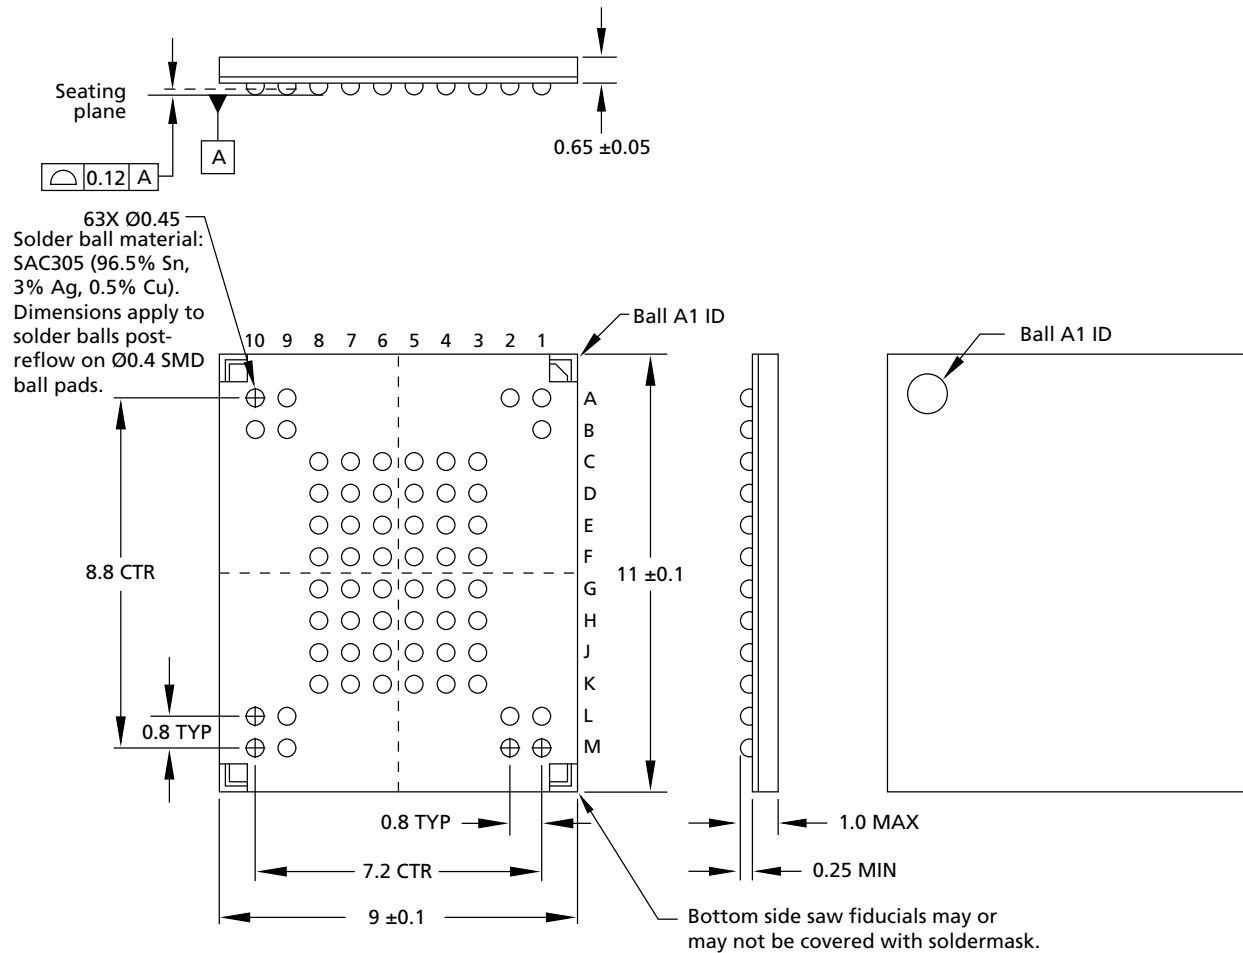 Seating
plane
A
0.12 A
0.65 ±0.05
63X Ø0.45
Solder ball material:
SAC305 (96.5% Sn,
3% Ag, 0.5% Cu).
Dimensions apply to
solder balls post-
reflow on Ø0.4 SMD
ball pads.
Ball A1 ID
Ball A1 ID
10 9 8 7 6 5 4 3 2 1
A
B
C
D
E
F
G
H
J
K
L
M
8.8 CTR
11 ±0.1
0.8 TYP
0.8 TYP
1.0 MAX
7.2 CTR
0.25 MIN
9 ±0.1
Bottom side saw fiducials may or
may not be covered with soldermask.